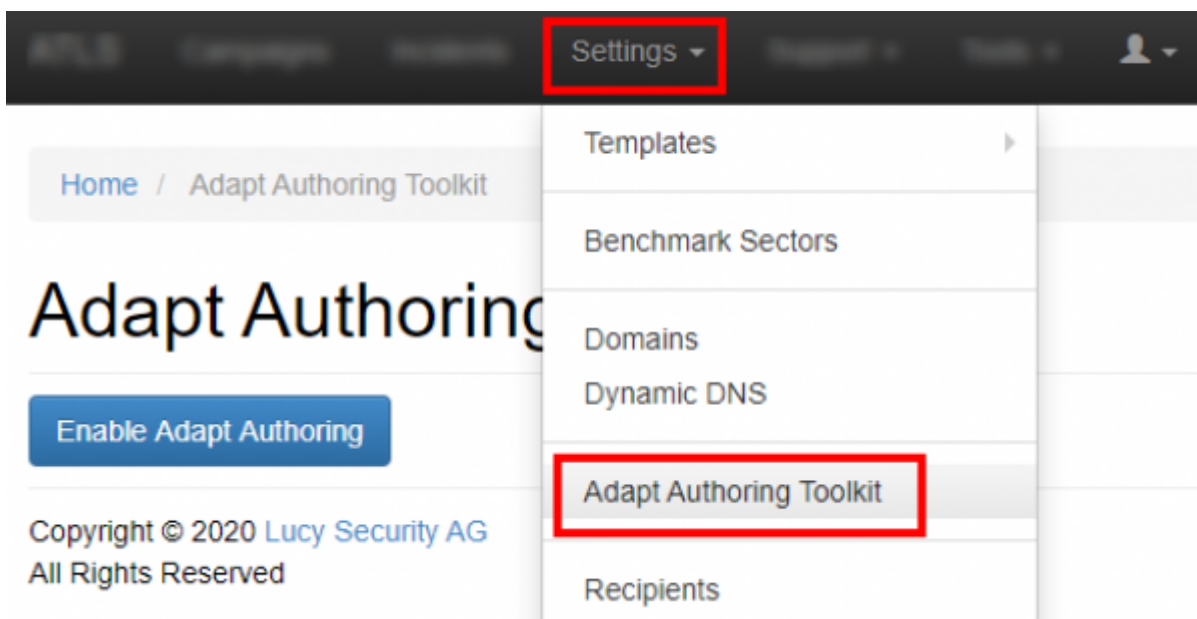 Settings
Templates
Home / Adapt Authoring Toolkit
Benchmark Sectors
Adapt Authoring
Domains
Dynamic DNS
Enable Adapt Authoring
Adapt Authoring Toolkit
Copyright © 2020 Lucy Security AG
All Rights Reserved
Recipients